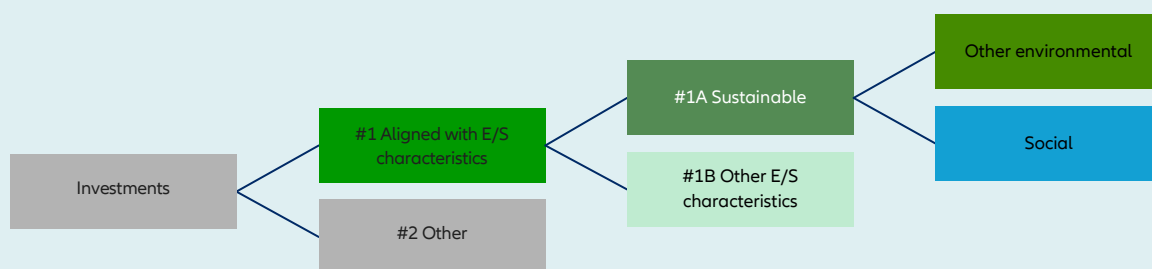 Investments
#1 Aligned with E/S
characteristics
#2 Other
#1A Sustainable
#1B Other E/S
characteristics
Other environmental
Social